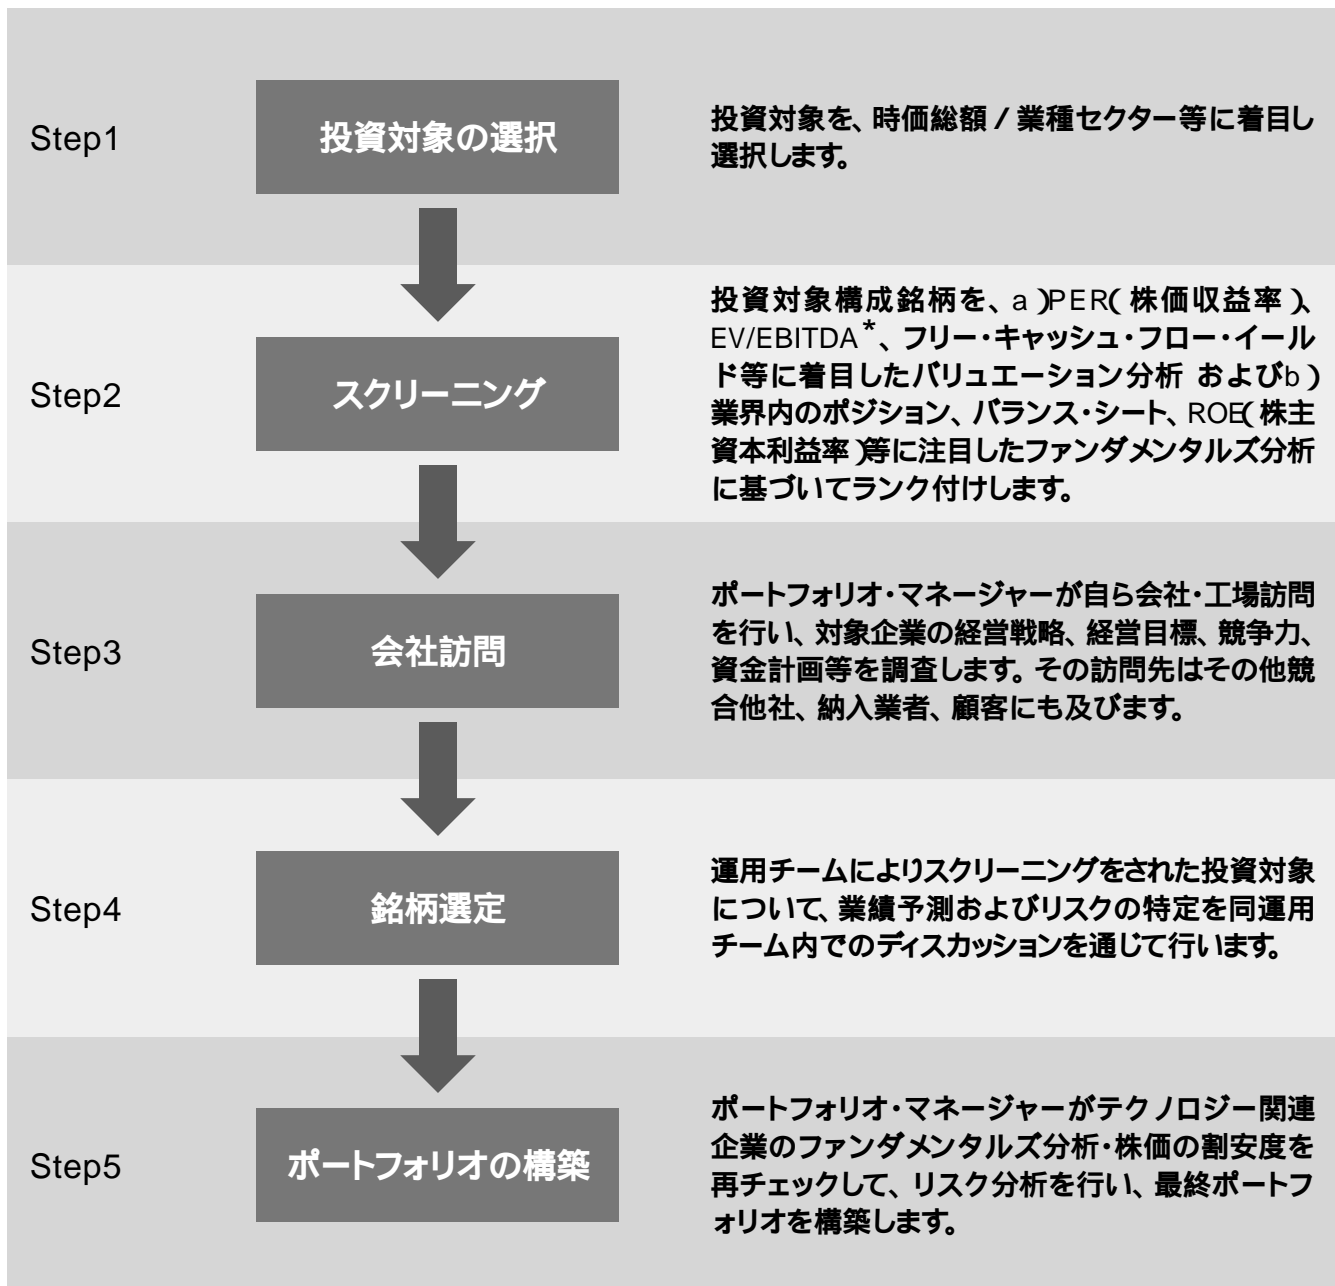 Step1
投資対象の選択
投資対象を、時価総額/業種セクター等に着目し
選択します。
Step2
スクリーニング
投資対象構成銘柄を、a)PER(株価収益率)、
EV/EBITDA*、フリー・キャッシュ・フロー・イール
ド等に着目したバリュエーション分析 およびb)
業界内のポジション、バランス・シート、ROE(株主
資本利益率)等に注目したファンダメンタルズ分析
に基づいてランク付けします。
Step3
会社訪問
ポートフォリオ・マネージャーが自ら会社・工場訪問
を行い、対象企業の経営戦略、経営目標、競争力、
資金計画等を調査します。その訪問先はその他競
合他社、納入業者、顧客にも及びます。
Step4
銘柄選定
運用チームによりスクリーニングをされた投資対象
について、業績予測およびリスクの特定を同運用
チーム内でのディスカッションを通じて行います。
Step5
ポートフォリオの構築
ポートフォリオ・マネージャーがテクノロジー関連
企業のファンダメンタルズ分析・株価の割安度を
再チェックして、リスク分析を行い、最終ポートフ
ォリオを構築します。